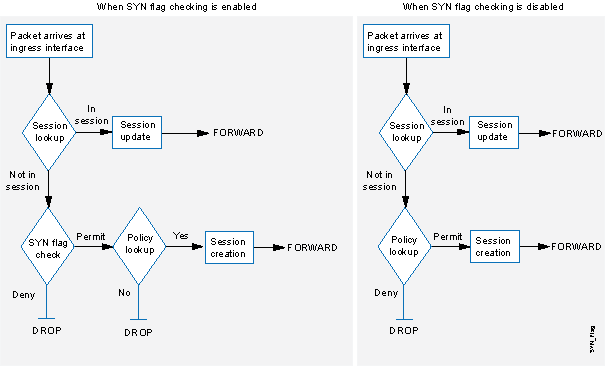 When SYN flag checking is enabled
Packet arrives at
ingress interface
Session
lookup
In
session
Session
update
FORWARD
Not in
session
SYN flag
check
Permit
Policy
lookup
Yes
Session
creation
FORWARD
Deny
No
DROP
DROP
When SYN flag checking is disabled
Packet arrives at
ingress interface
Session
lookup
In
session
Session
update
FORWARD
Not in
session
Policy
lookup
Permit
Session
creation
FORWARD
Deny
DROP
SYN_flag